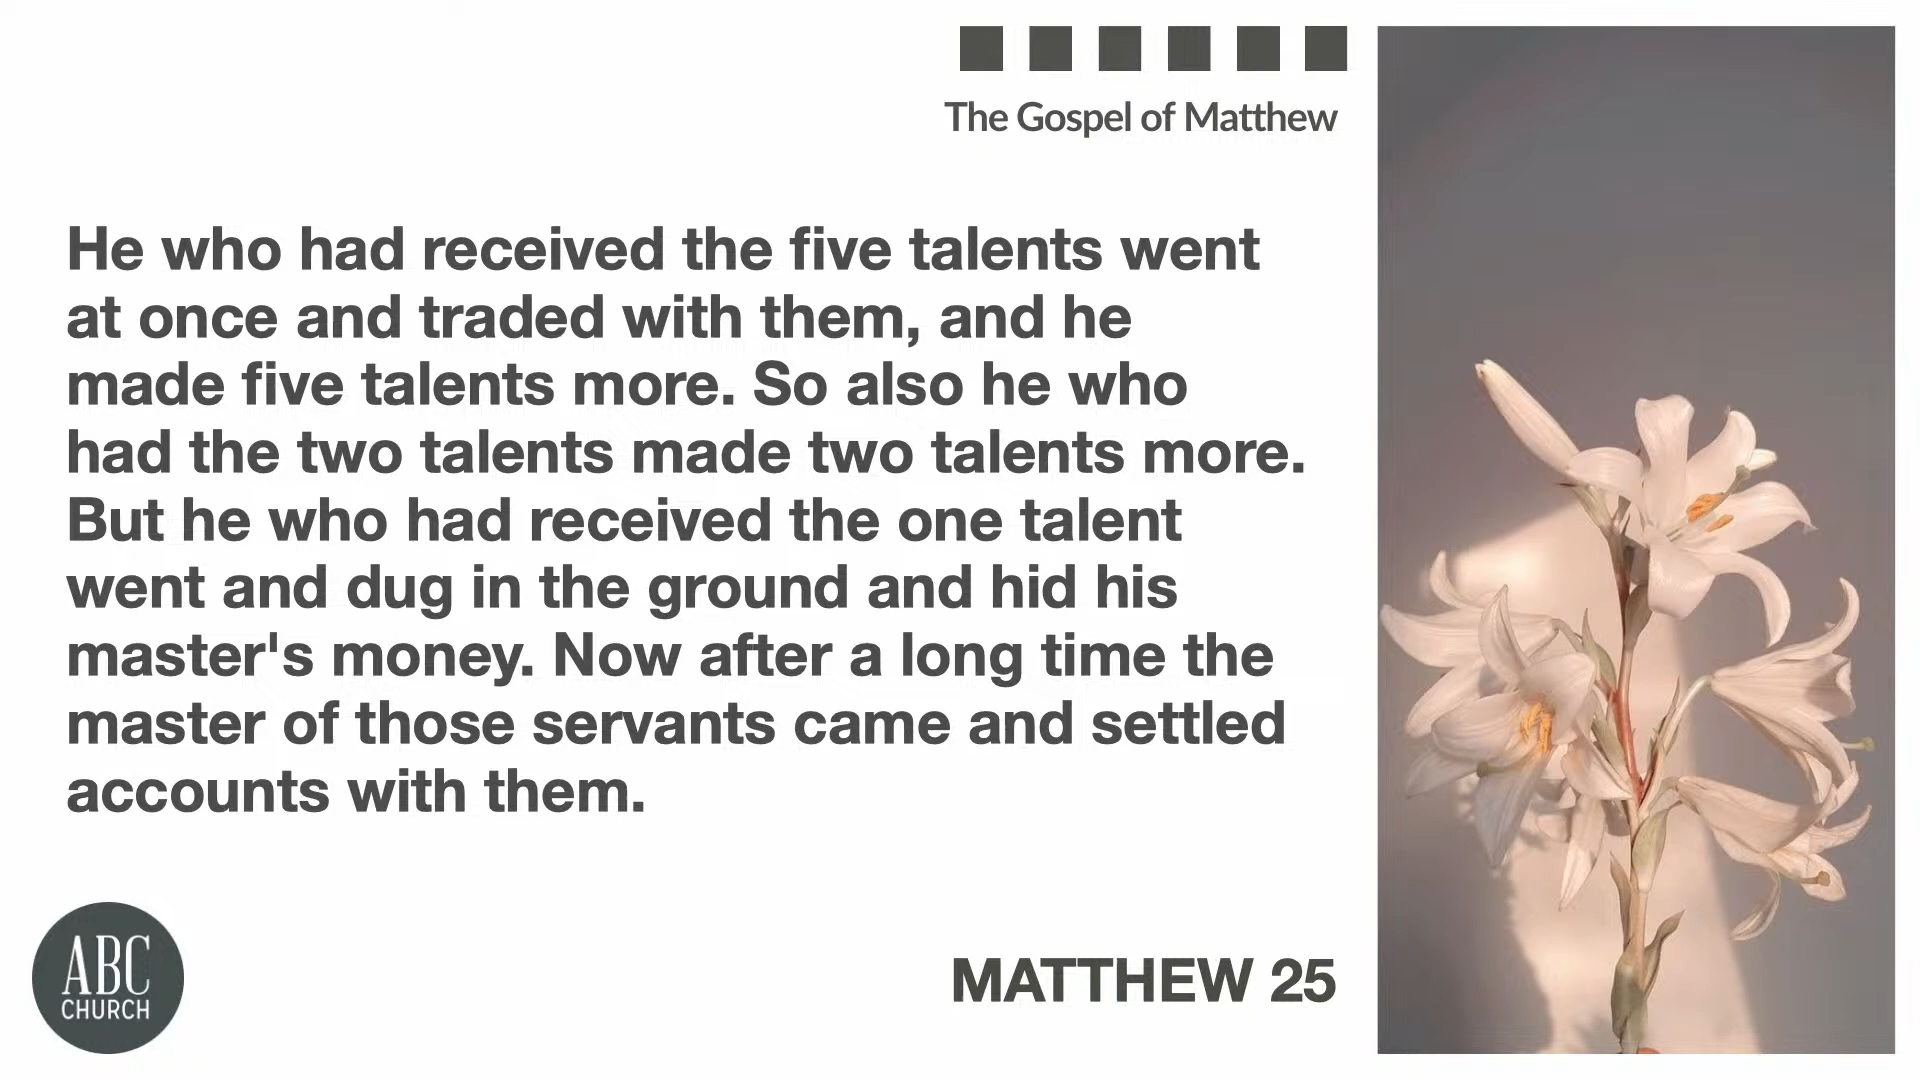 The Gospel of Matthew
He who had received the five talents went
at once and traded with them, and he
made five talents more. So also he who
had the two talents made two talents more.
But he who had received the one talent
went and dug in the ground and hid his
master's money. Now after a long time the
master of those servants came and settled
accounts with them.
ABC
CHURCH
MATTHEW 25